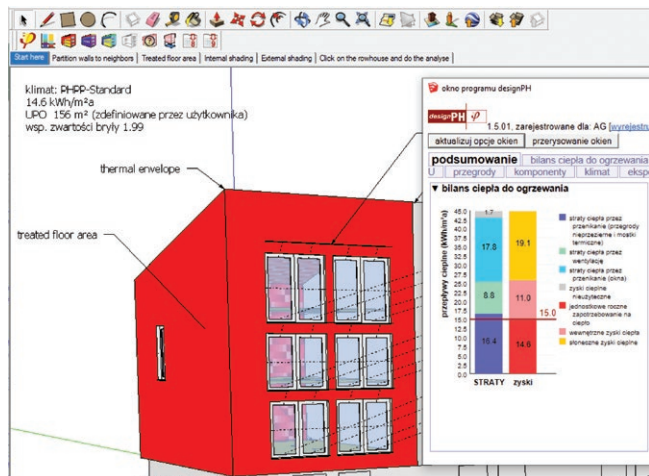 Start here
Partition walls to neighbors
Treated floor area
Internal shading
External shading
Click on the rowhouse and do the analyse
klimat: PHPP-Standard
14.6 kWh/m²a
UPO 156 m² (zdefiniowane przez użytkownika)
wsp. zwartości bryły 1.99
thermal envelope
treated floor area
okno programu designPH
designPH
1.5.01, zarejestrowane dla: AG [wyrejestru
aktualizuj opcje okien
przerysowanie okien
podsumowanie
bilans ciepła do ogrzewania
U
przegrody
komponenty
klimat
ekspo
▼ bilans ciepła do ogrzewania
przepływy cieplne (kWh/m²a)
45.0
42.5
40.0
37.5
35.0
32.5
30.0
27.5
25.0
22.5
20.0
17.5
15.0
12.5
10.0
7.5
5.0
2.5
0.0
1.7
17.8
8.8
16.4
19.1
11.0
14.6
15.0
STRATY
zyski
straty ciepła przez
przenikanie (przegrody
nieprzezierne i mostki
termiczne)
straty ciepła przez
wentylację
straty ciepła przez
przenikanie (okna)
zyski cieplne
nieużyteczne
jednostkowe roczne
zapotrzebowanie na
ciepło
wewnętrzne zyski ciepła
słoneczne zyski cieplne